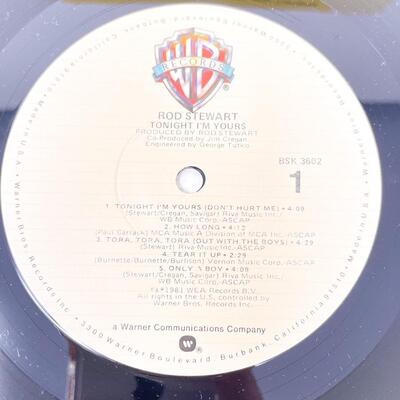 WB
RECORDS
ROD STEWART
TONIGHT I'M YOURS
PRODUCED BY ROD STEWART
Co-Produced by Jim Cregan
Engineered by George Tutko
BSK 3602
1
1. TONIGHT I'M YOURS (DON'T HURT ME) • 4:09
(Stewart/Cregan, Savigar) Riva Music Inc./
WB Music Corp.-ASCAP
2. HOW LONG • 4:12
(Paul Carrack) MCA Music A Division of MCA Inc.-ASCAP
3. TORA, TORA, TORA (OUT WITH THE BOYS) • 4:29
(Stewart) Riva Music Inc.-ASCAP
4. TEAR IT UP • 2:29
(Burnette/Burnette/Burlison) Vernon Music Corp.-ASCAP
5. ONLY A BOY • 4:09
(Stewart/Cregan, Savigar) Riva Music Inc./
WB Music Corp.-ASCAP
1981 WEA Records B.V.
All rights in the U.S. controlled by
Warner Bros. Records Inc.
a Warner Communications Company
Warner Bros. Records Inc. • 3300 Warner Boulevard, Burbank, California 91510 • Made in U.S.A.